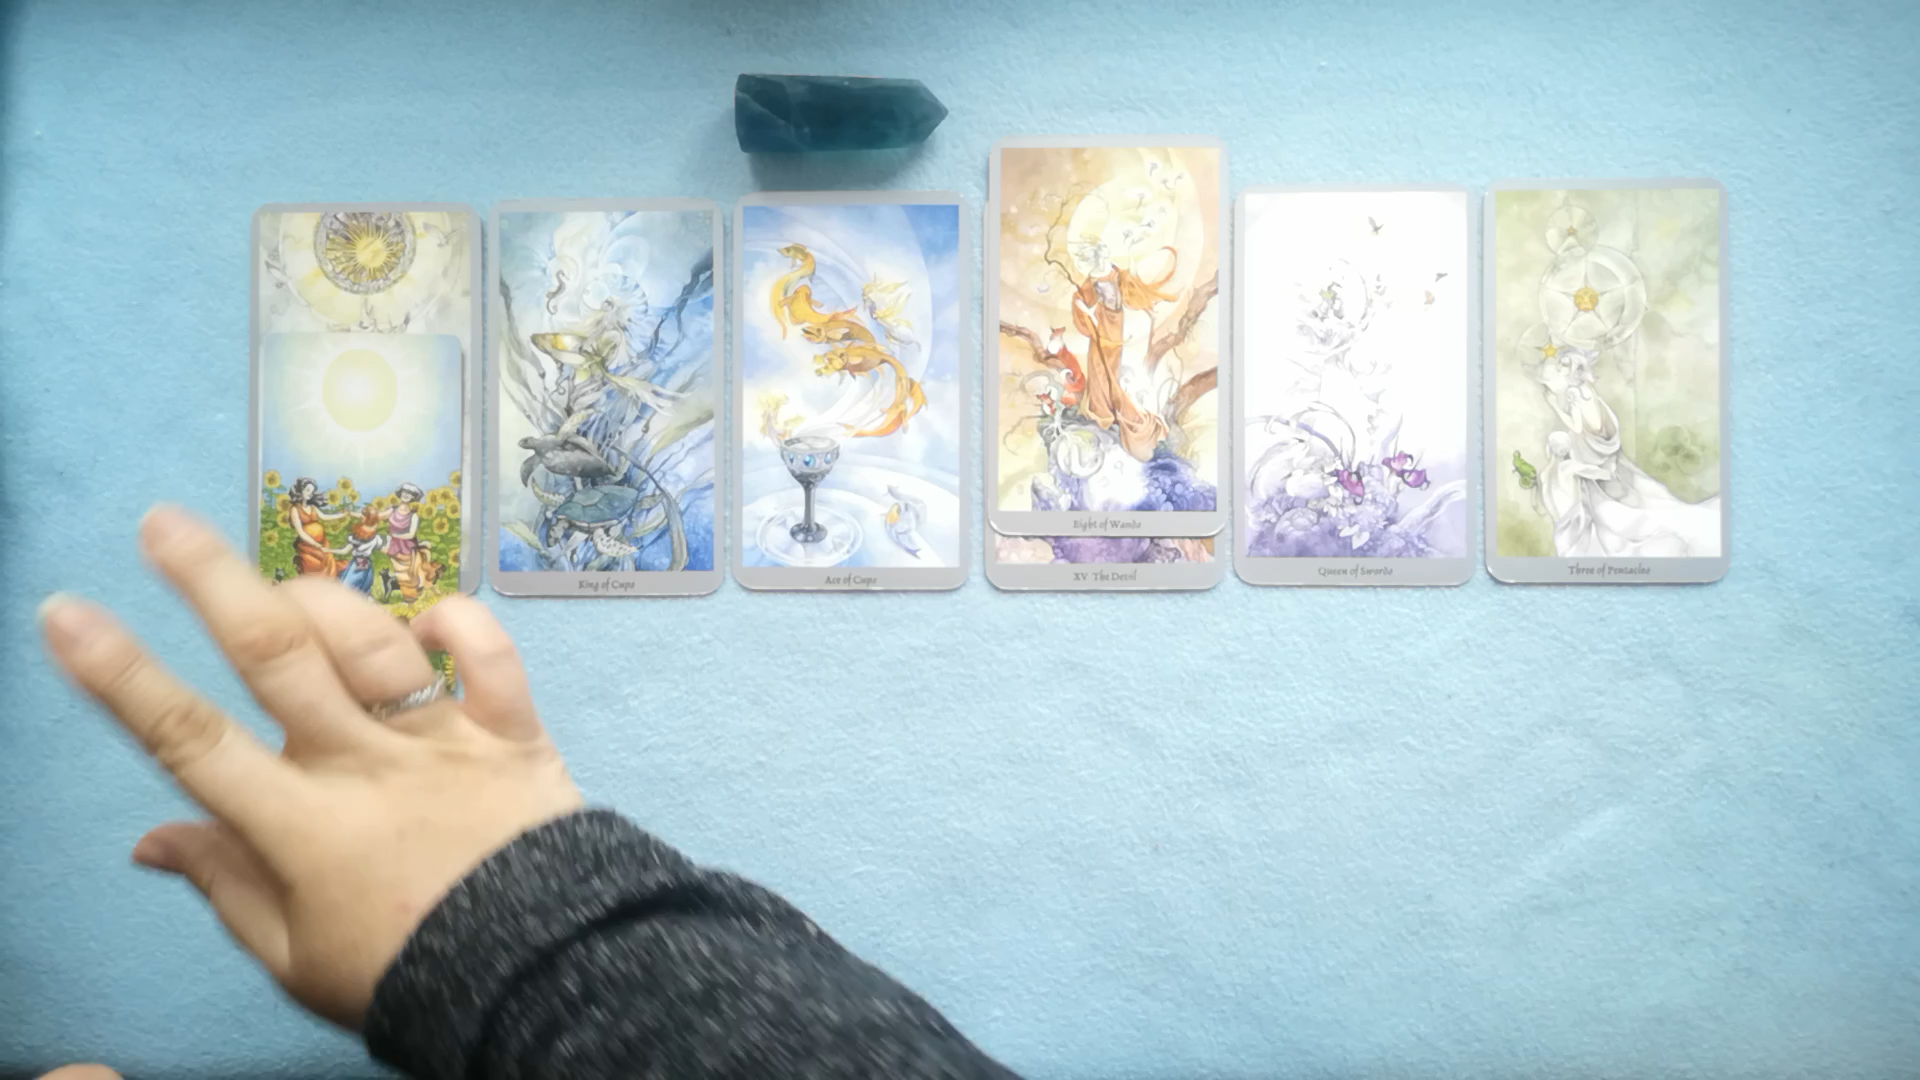 King of Cups
Ace of Cups
Eight of Wands
XV The Devil
Queen of Swords
Three of Pentacles